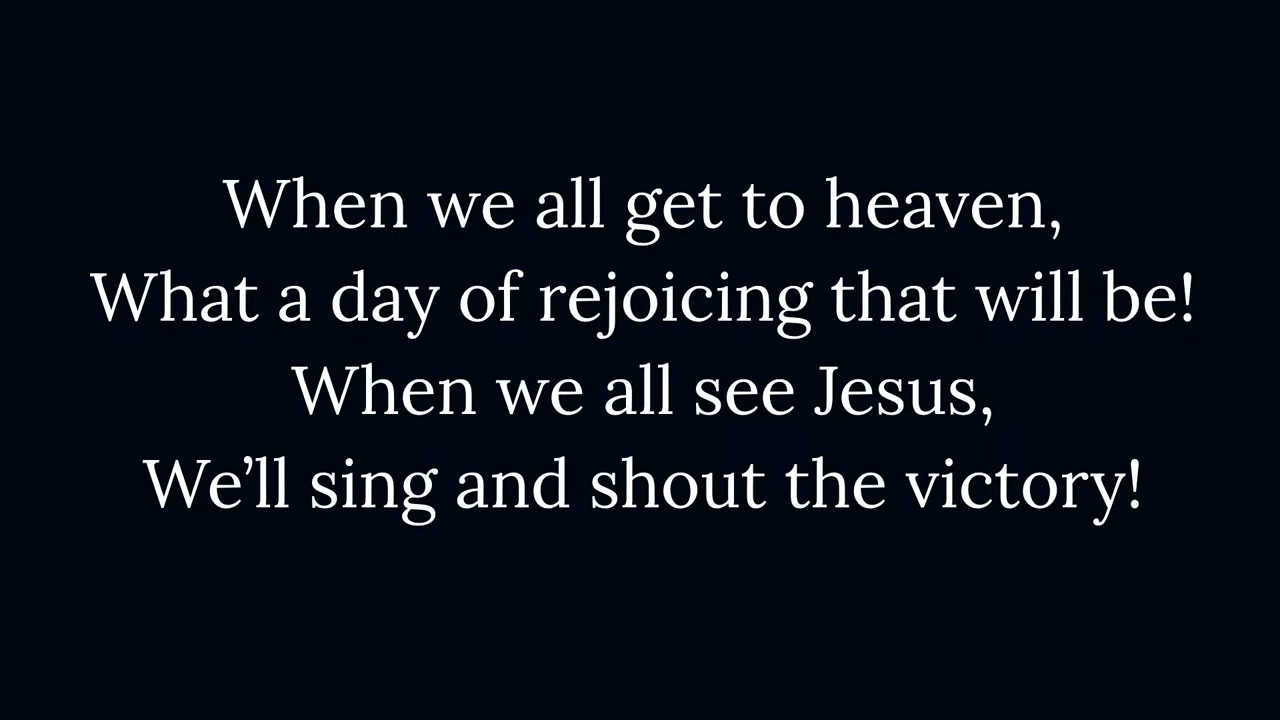 When we all get to heaven,
What a day of rejoicing that will be!
When we all see Jesus,
We’ll sing and shout the victory!